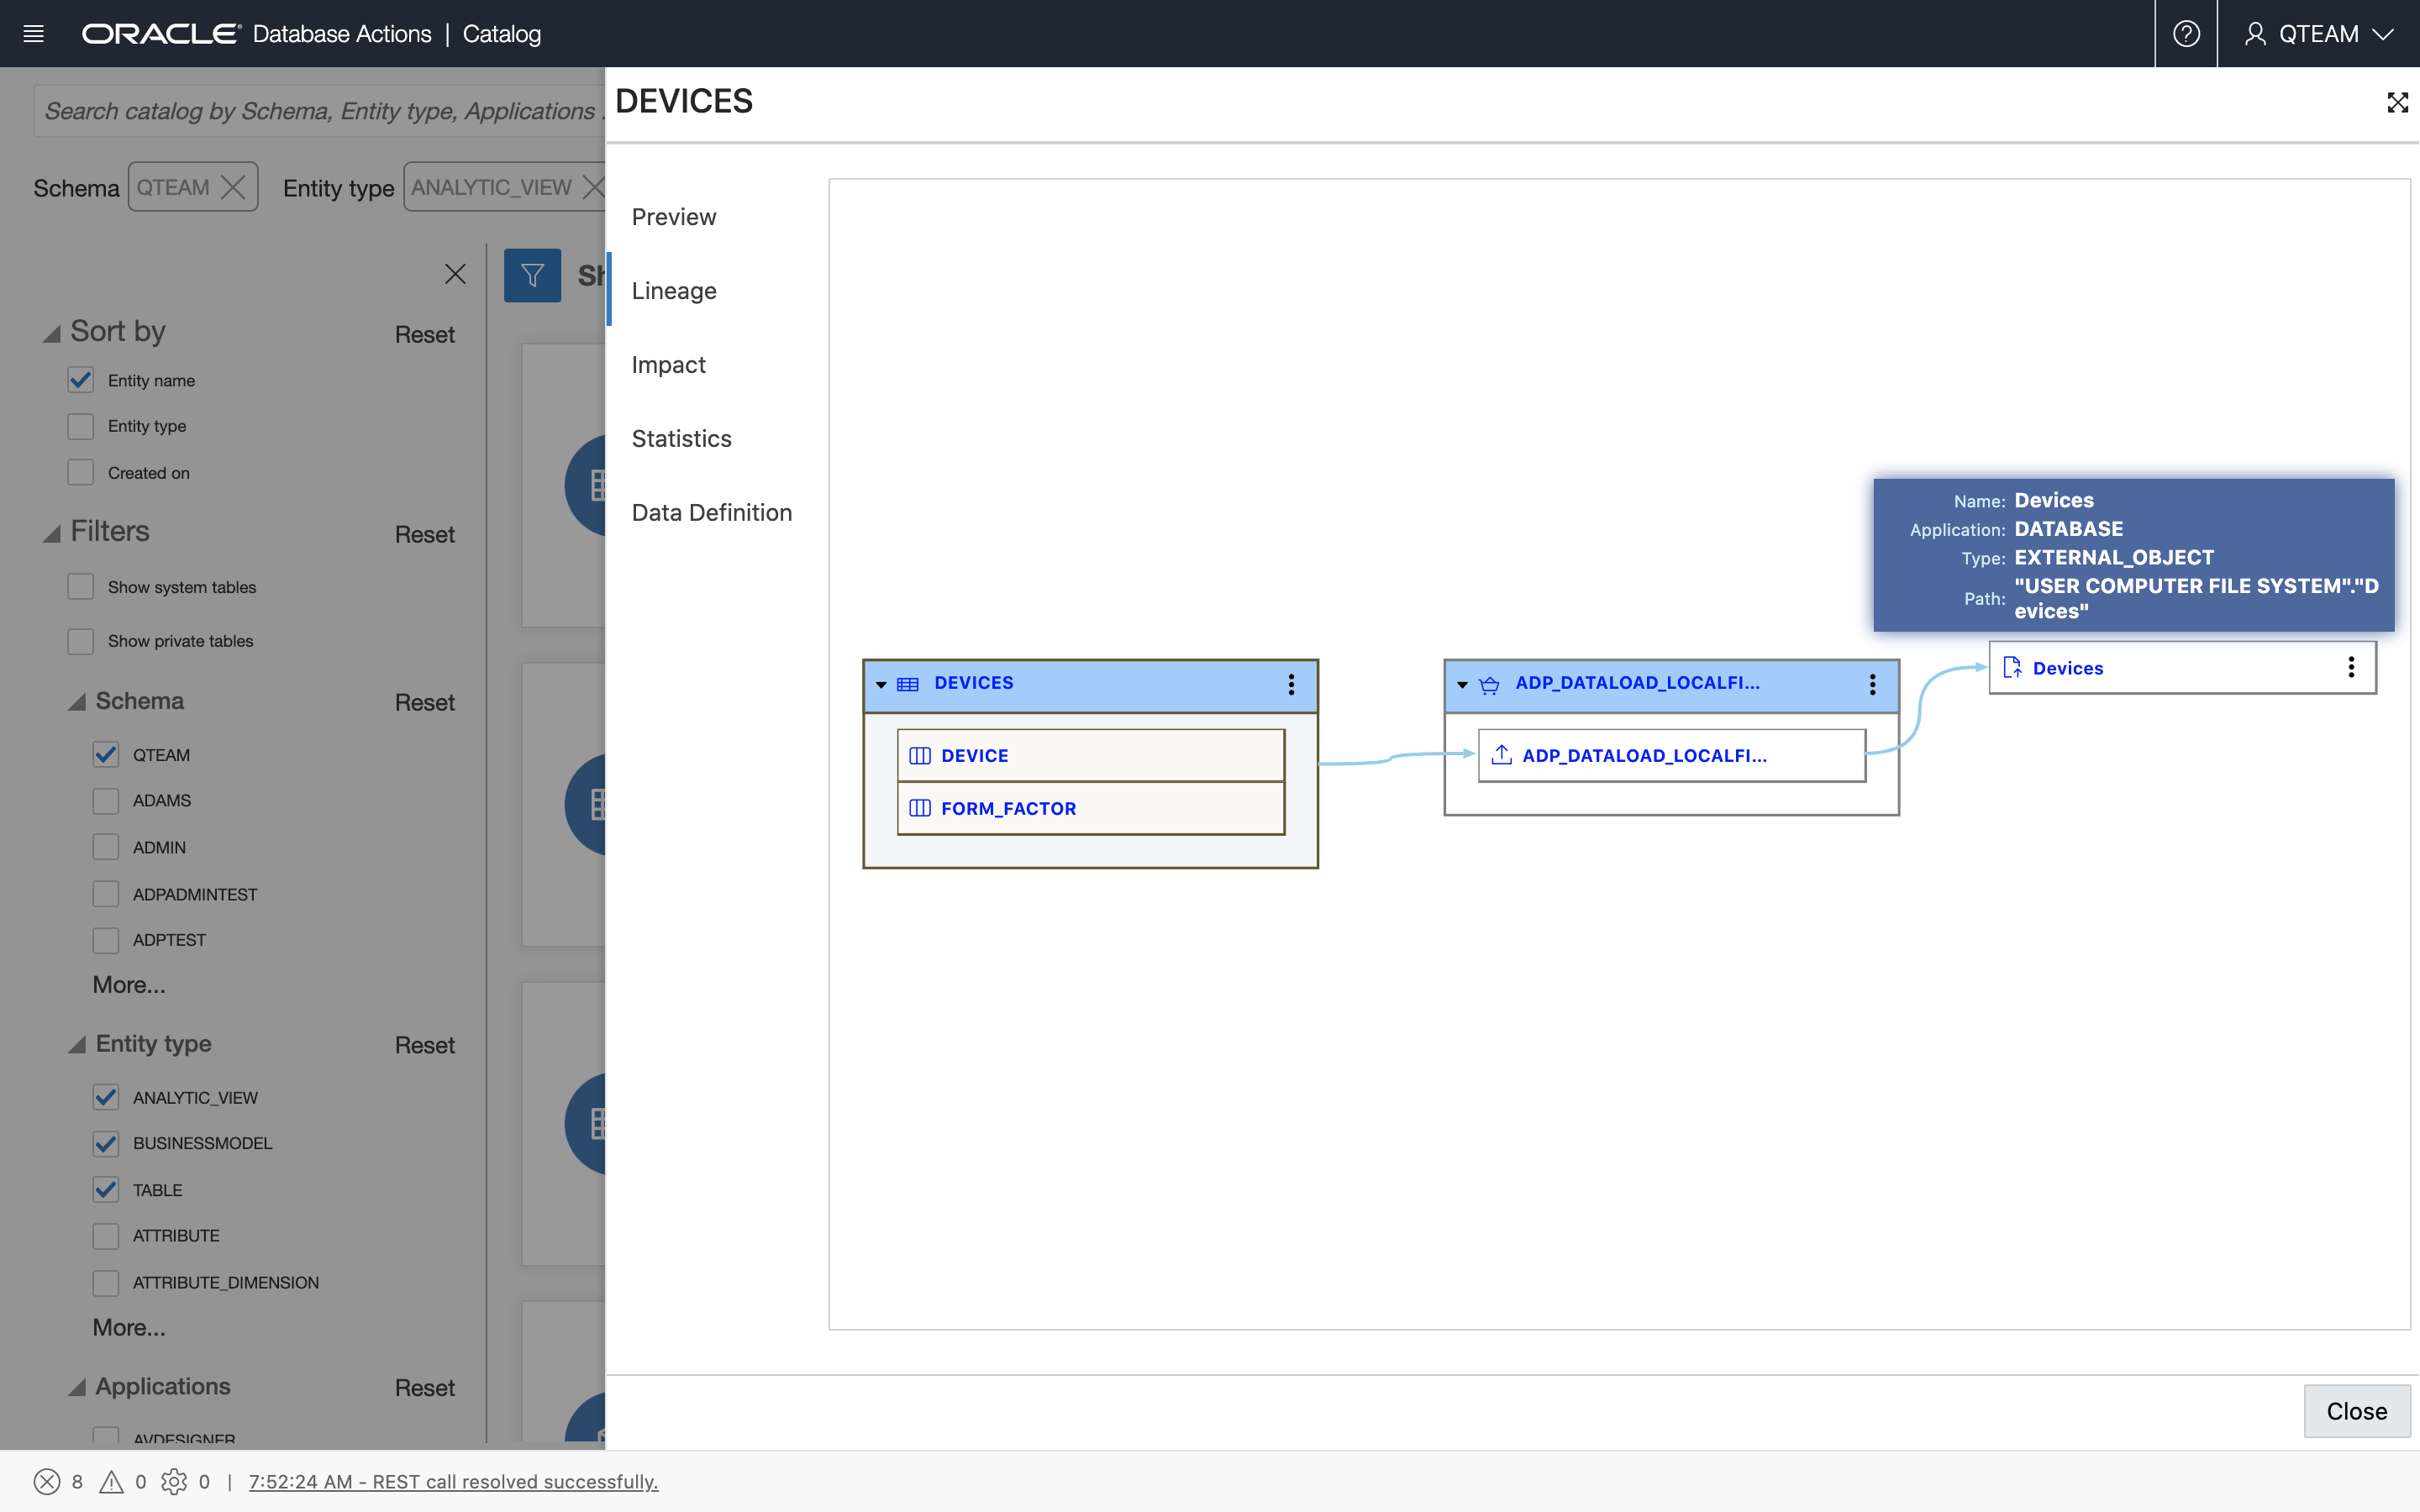 ORACLE Database Actions | Catalog
QTEAM
Search catalog by Schema, Entity type, Applications
Schema QTEAM Entity type ANALYTIC_VIEW
Sort by Reset
Entity name
Entity type
Created on
Filters Reset
Show system tables
Show private tables
Schema Reset
QTEAM
ADAMS
ADMIN
ADPADMINTEST
ADPTEST
More...
Entity type Reset
ANALYTIC_VIEW
BUSINESSMODEL
TABLE
ATTRIBUTE
ATTRIBUTE_DIMENSION
More...
Applications Reset
AVDESIGNER
DEVICES
Preview
Lineage
Impact
Statistics
Data Definition
Name: Devices
Application: DATABASE
Type: EXTERNAL_OBJECT
Path: "USER COMPUTER FILE SYSTEM"."D
evices"
DEVICES
DEVICE
FORM_FACTOR
ADP_DATALOAD_LOCALFI...
ADP_DATALOAD_LOCALFI...
Devices
Close
8 0 0 | 7:52:24 AM - REST call resolved successfully.